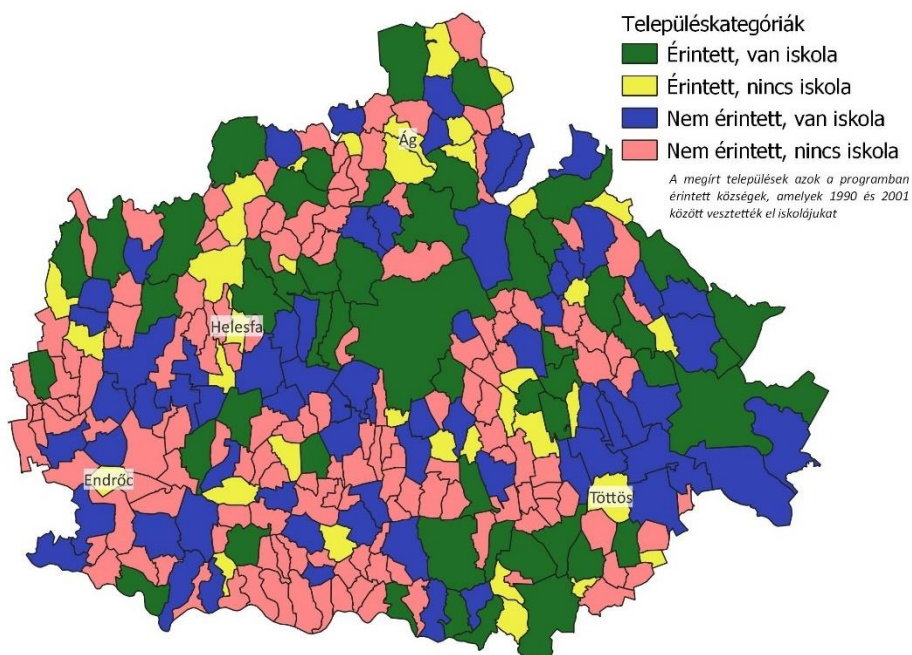 Településkategóriák
Érintett, van iskola
Érintett, nincs iskola
Nem érintett, van iskola
Nem érintett, nincs iskola
A megírt települések azok a programban
érintett községek, amelyek 1990 és 2001
között vesztették el iskolájukat
Ág
Helesfa
Endrőc
Töttös